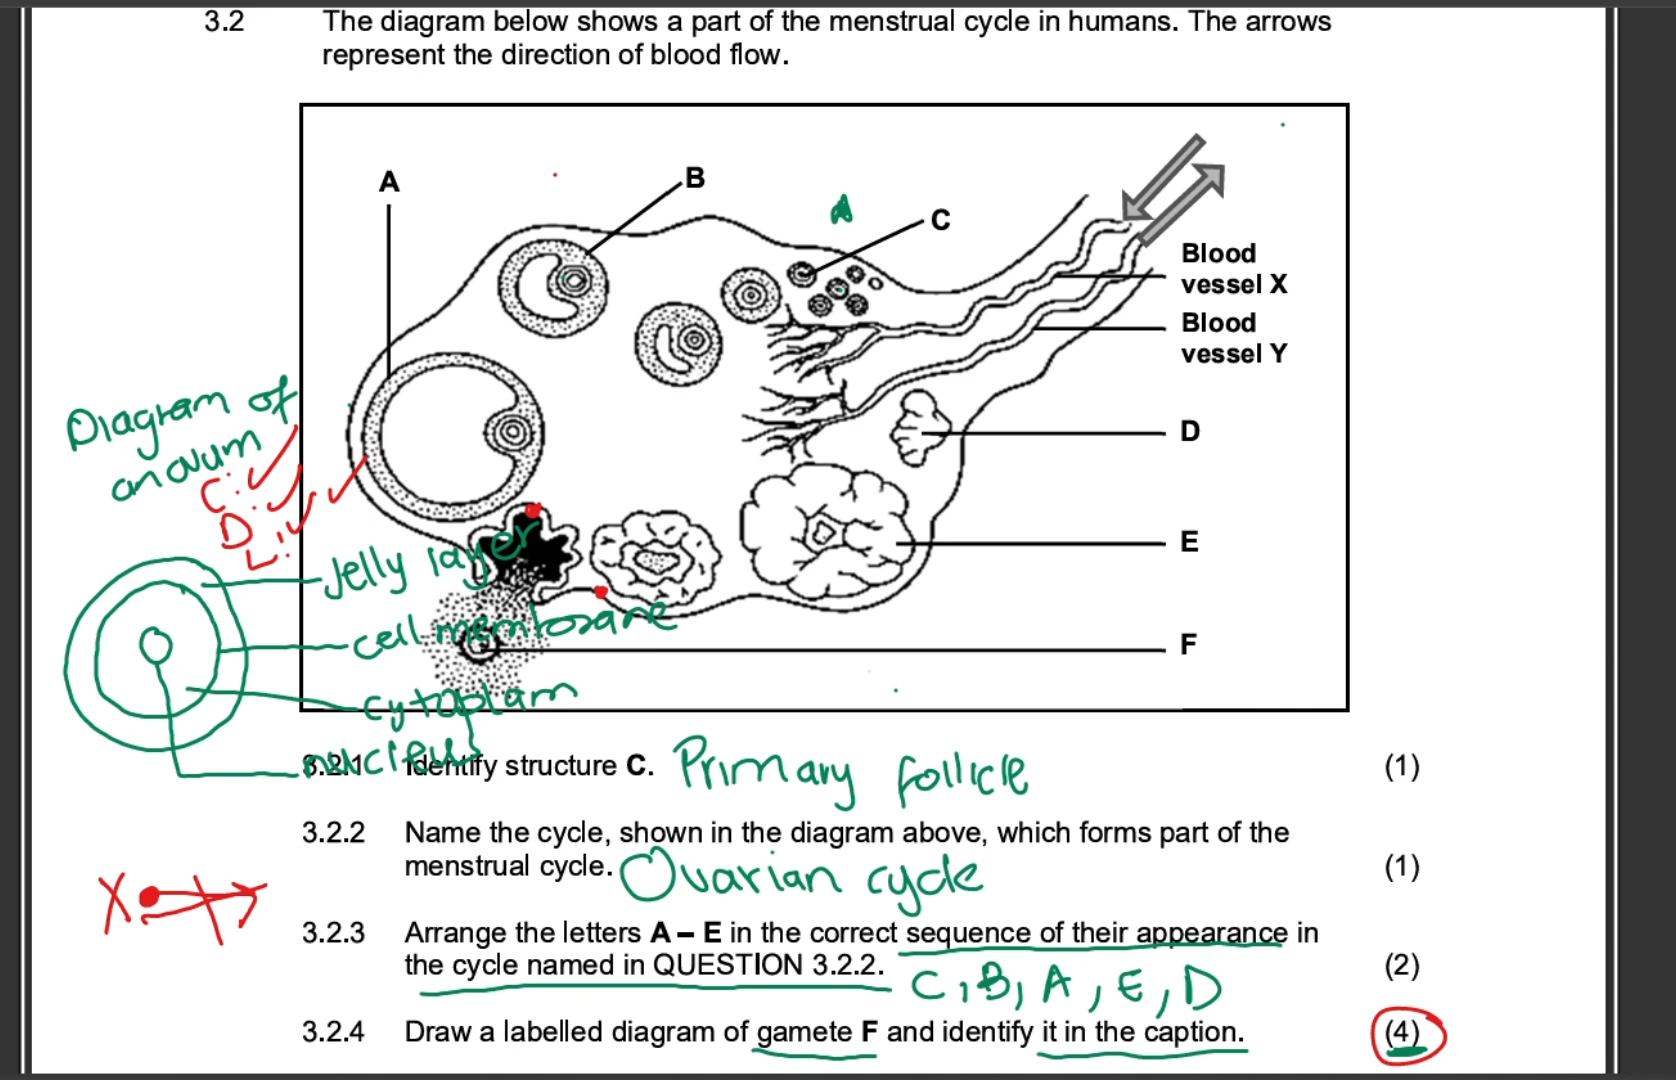 3.2 The diagram below shows a part of the menstrual cycle in humans. The arrows
represent the direction of blood flow.
A
B
A
C
Blood
vessel X
Blood
vessel Y
D
E
F
Diagram of
an ovum
C:
D:
L:
Jelly layer
cell membrane
cytoplam
nucleus
3.2.1 Identify structure C. Primary follicle (1)
3.2.2 Name the cycle, shown in the diagram above, which forms part of the
menstrual cycle. Ovarian cycle (1)
X
3.2.3 Arrange the letters A – E in the correct sequence of their appearance in
the cycle named in QUESTION 3.2.2. C, B, A, E, D (2)
3.2.4 Draw a labelled diagram of gamete F and identify it in the caption. (4)